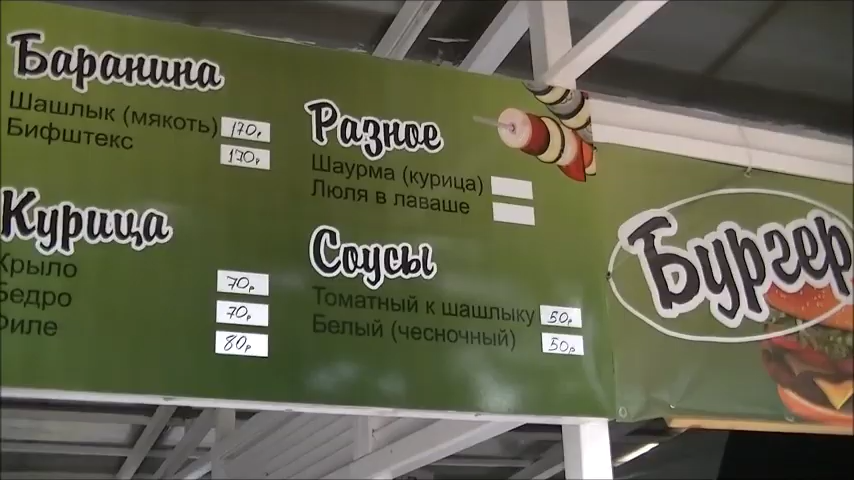 Баранина
Шашлык (мякоть) 170р
Бифштекс 170р
Курица
Крыло 70р
Бедро 70р
Филе 80р
Разное
Шаурма (курица)
Люля в лаваше
Соусы
Томатный к шашлыку 50р
Белый (чесночный) 50р
Бургер